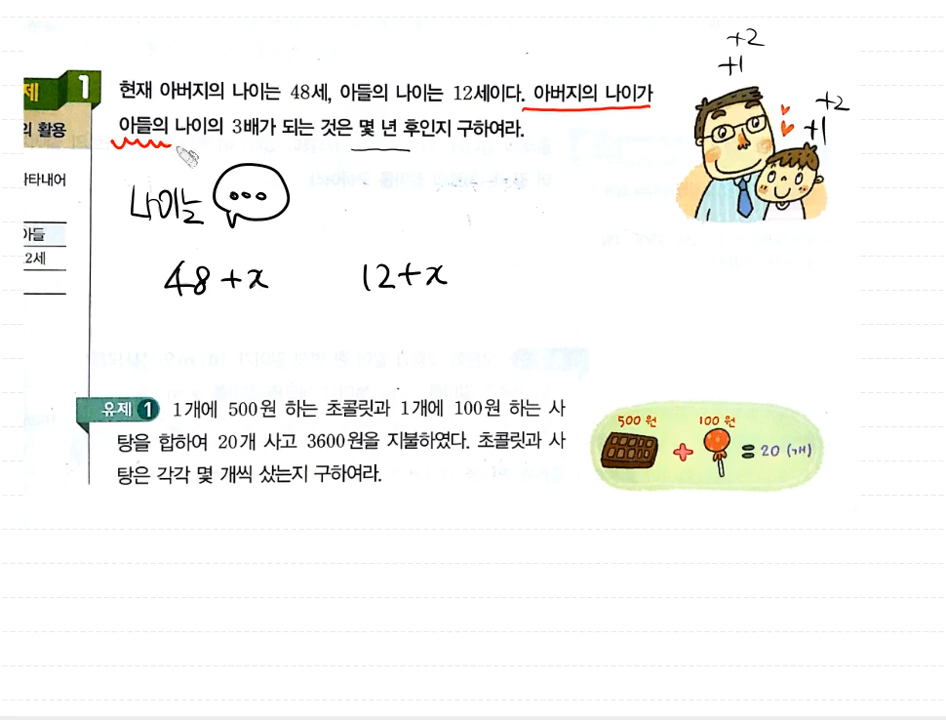 +2
+1
제 1
현재 아버지의 나이는 48세, 아들의 나이는 12세이다. 아버지의 나이가
아들의 나이의 3배가 되는 것은 몇 년 후인지 구하여라.
+2
+1
의 활용
타내어
아들
2세
나이는
48+x 12+x
유제 1 1개에 500원 하는 초콜릿과 1개에 100원 하는 사
탕을 합하여 20개 사고 3600원을 지불하였다. 초콜릿과 사
탕은 각각 몇 개씩 샀는지 구하여라.
500 원 100 원
+ = 20 (개)